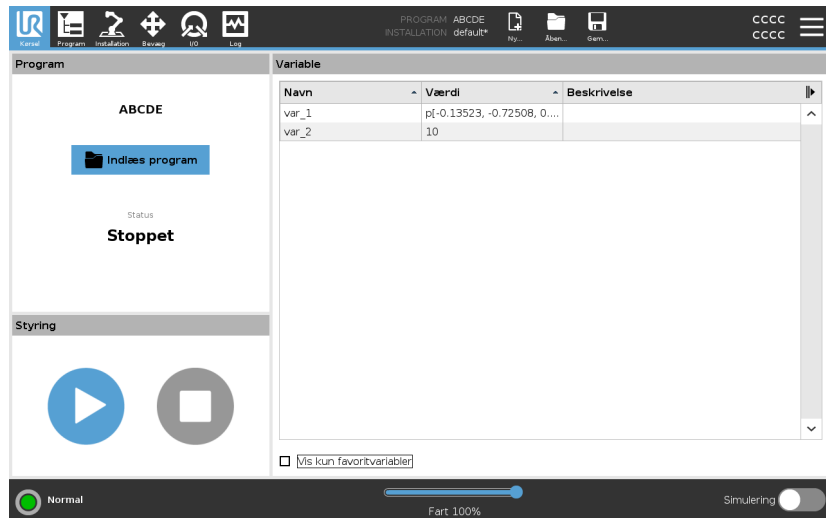 UR
Kørsel
Program
Installation
Bevæg
I/O
Log
PROGRAM ABCDE
INSTALLATION default*
Ny...
Åben...
Gem...
cccc
cccc
Program
ABCDE
Indlæs program
Status
Stoppet
Styring
Variable
Navn Værdi Beskrivelse
var_1 p[-0.13523, -0.72508, 0....
var_2 10
Vis kun favoritvariabler
Normal
Fart 100%
Simulering